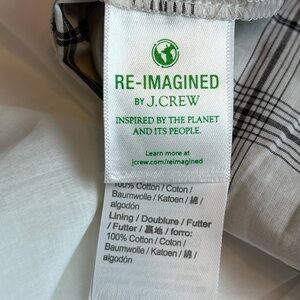 RE-IMAGINED
BY J.CREW
INSPIRED BY THE PLANET
AND ITS PEOPLE.
Learn more at
jcrew.com/reimagined
100% Cotton / Coton /
Baumwolle / Katoen / 綿 /
algodón
Lining / Doublure / Futter
/ Futter / 裏地 / forro:
100% Cotton / Coton /
Baumwolle / Katoen / 綿 /
algodón